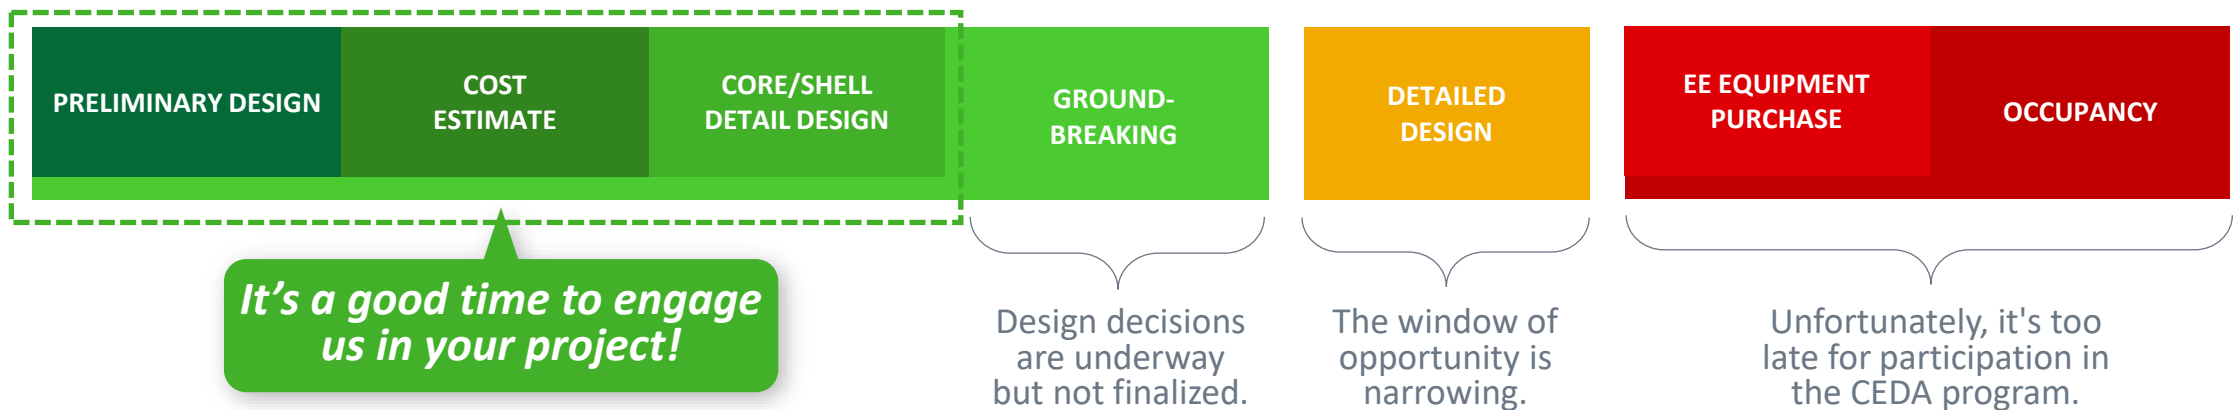 PRELIMINARY DESIGN
COST
ESTIMATE
CORE/SHELL
DETAIL DESIGN
GROUND-
BREAKING
DETAILED
DESIGN
EE EQUIPMENT
PURCHASE
OCCUPANCY
It's a good time to engage
us in your project!
Design decisions
are underway
but not finalized.
The window of
opportunity is
narrowing.
Unfortunately, it's too
late for participation in
the CEDA program.